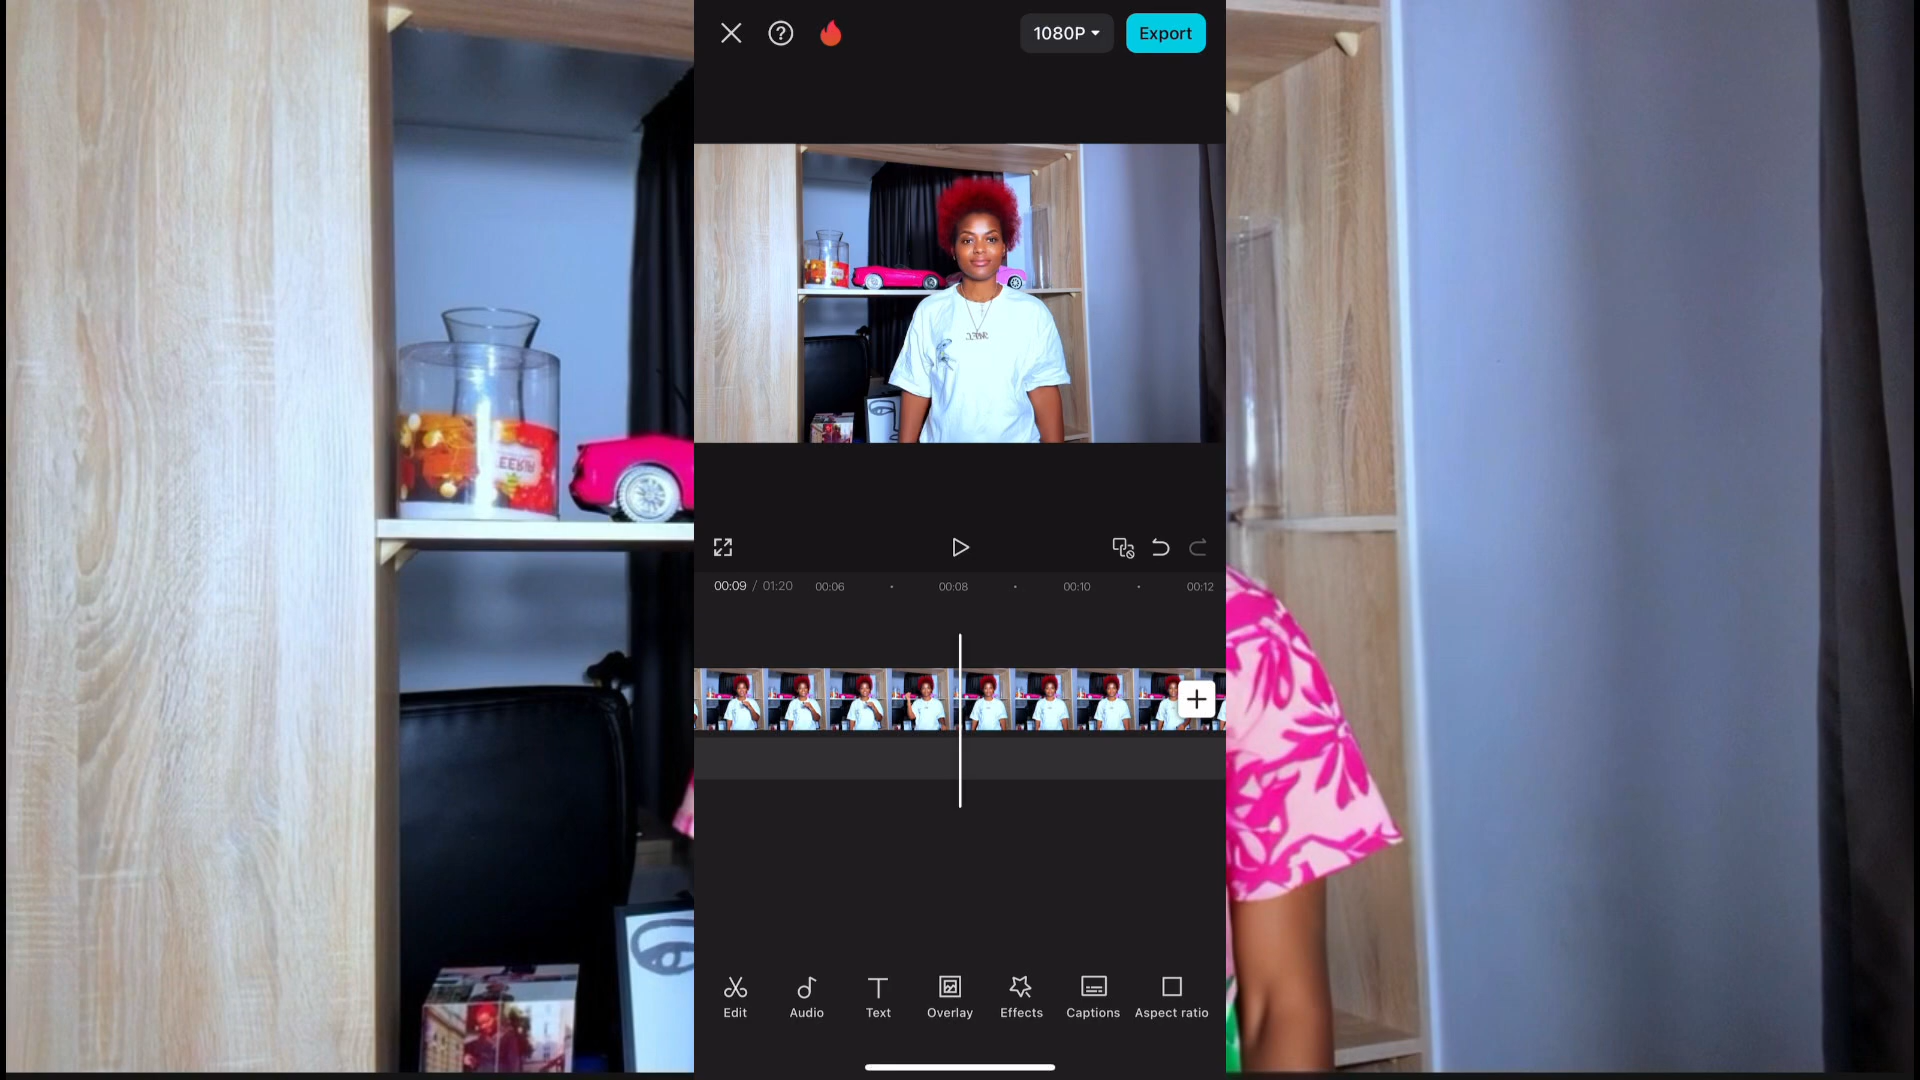 1080P
Export
00:09 / 01:20 00:06 00:08 00:10 00:12
Edit Audio Text Overlay Effects Captions Aspect ratio